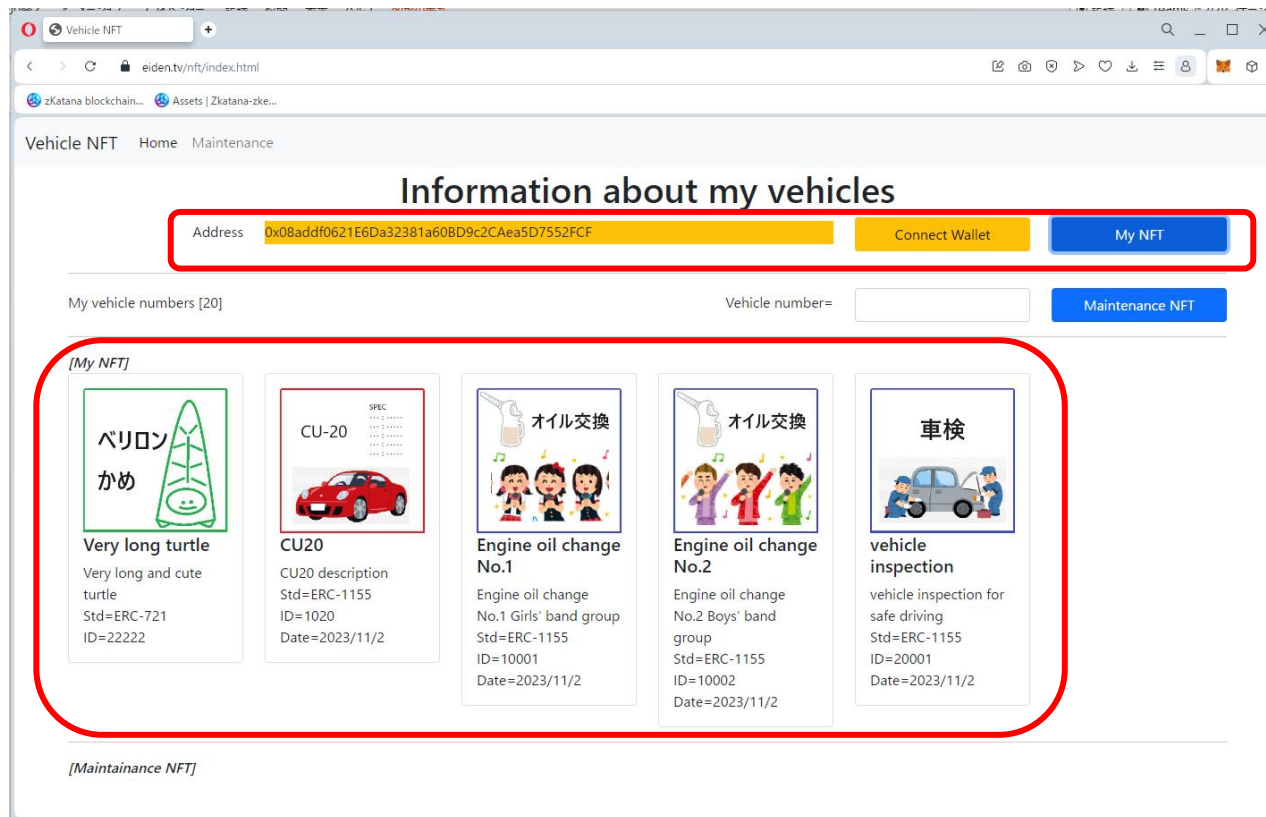 Vehicle NFT
eiden.tv/nft/index.html
zKatana blockchain... Assets | Zkatana-zke...
Vehicle NFT Home Maintenance
Information about my vehicles
Address 0x08addf0621E6Da32381a60BD9c2CAea5D7552FCF Connect Wallet My NFT
My vehicle numbers [20] Vehicle number= Maintenance NFT
[My NFT]
ベリロン
かめ
Very long turtle
Very long and cute
turtle
Std=ERC-721
ID=22222
SPEC
CU-20
CU20
CU20 description
Std=ERC-1155
ID=1020
Date=2023/11/2
オイル交換
Engine oil change
No.1
Engine oil change
No.1 Girls' band group
Std=ERC-1155
ID=10001
Date=2023/11/2
オイル交換
Engine oil change
No.2
Engine oil change
No.2 Boys' band
group
Std=ERC-1155
ID=10002
Date=2023/11/2
車検
vehicle
inspection
vehicle inspection for
safe driving
Std=ERC-1155
ID=20001
Date=2023/11/2
[Maintainance NFT]